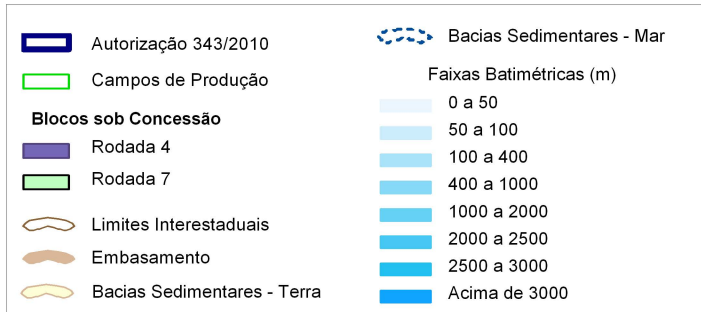 Autorização 343/2010
Campos de Produção
Blocos sob Concessão
Rodada 4
Rodada 7
Limites Interestaduais
Embasamento
Bacias Sedimentares - Terra
Bacias Sedimentares - Mar
Faixas Batimétricas (m)
0 a 50
50 a 100
100 a 400
400 a 1000
1000 a 2000
2000 a 2500
2500 a 3000
Acima de 3000